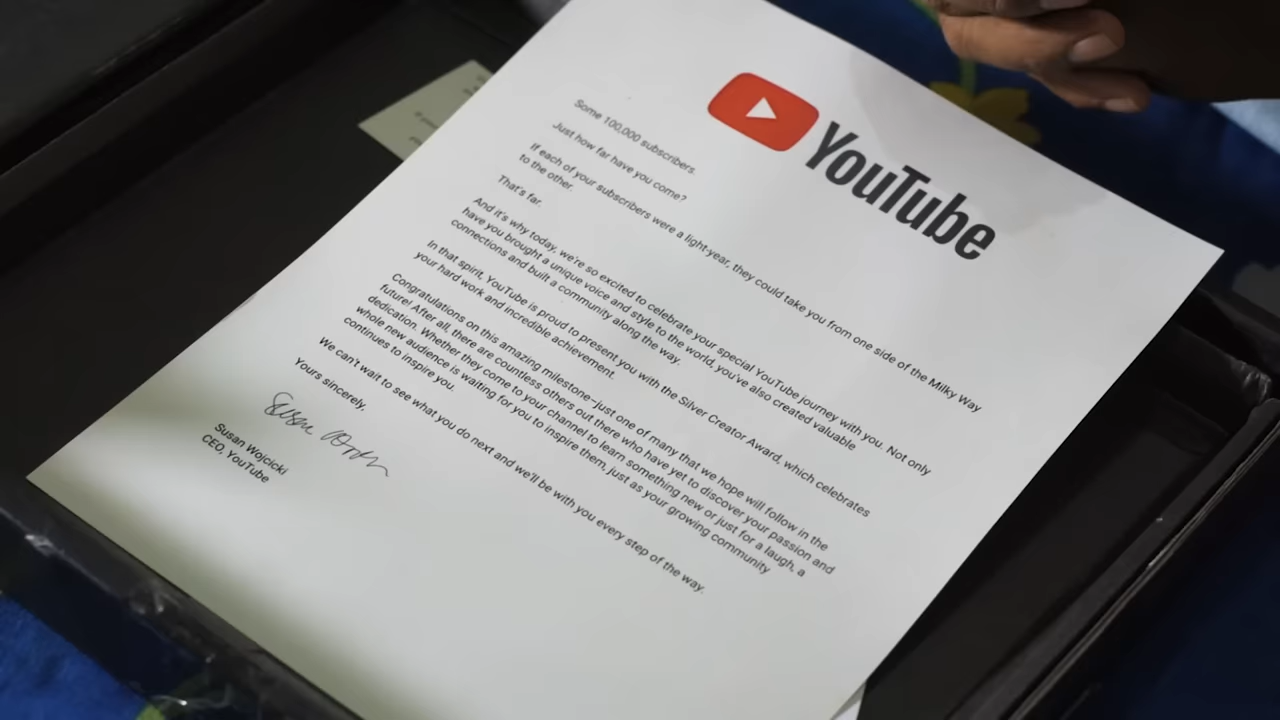 YouTube
Some 100,000 subscribers.
Just how far have you come?
If each of your subscribers were a light-year, they could take you from one side of the Milky Way
to the other.
That's far.
And it's why today, we're so excited to celebrate your special YouTube journey with you. Not only
have you brought a unique voice and style to the world, you've also created valuable
connections and built a community along the way.
In that spirit, YouTube is proud to present you with the Silver Creator Award, which celebrates
your hard work and incredible achievement.
Congratulations on this amazing milestone–just one of many that we hope will follow in the
future! After all, there are countless others out there who have yet to discover your passion and
dedication. Whether they come to your channel to learn something new or just for a laugh, a
whole new audience is waiting for you to inspire them, just as your growing community
continues to inspire you.
We can't wait to see what you do next and we'll be with you every step of the way.
Yours sincerely,
Susan Wojcicki
CEO, YouTube